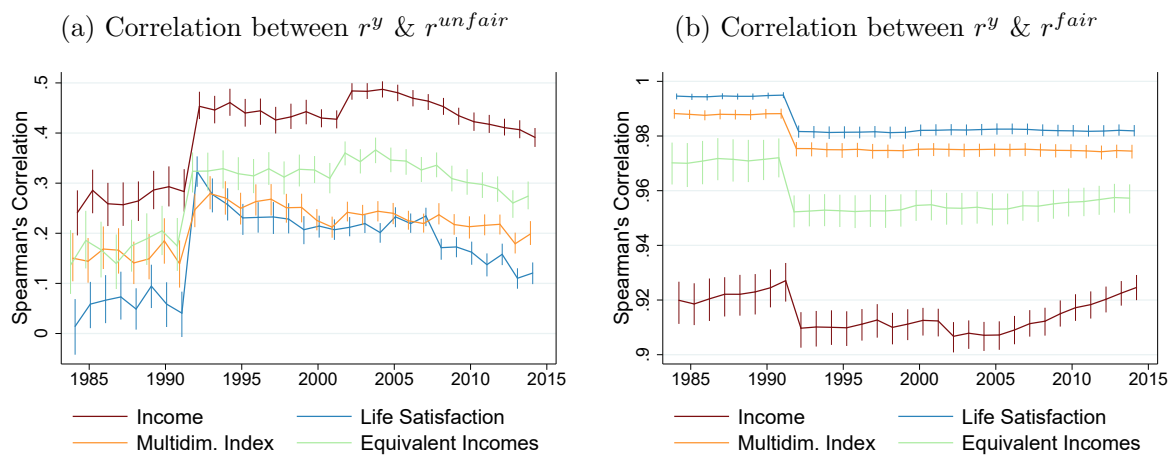 (a) Correlation between r^y & r^unfair
Spearman's Correlation
.5
.4
.3
.2
.1
0
1985 1990 1995 2000 2005 2010 2015
Income Life Satisfaction
Multidim. Index Equivalent Incomes
(b) Correlation between r^y & r^fair
Spearman's Correlation
1
.98
.96
.94
.92
.9
1985 1990 1995 2000 2005 2010 2015
Income Life Satisfaction
Multidim. Index Equivalent Incomes